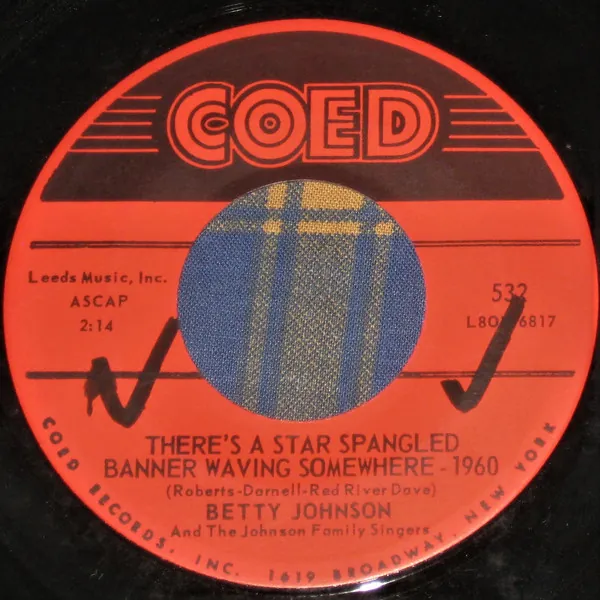 COED
Leeds Music, Inc.
ASCAP
2:14
532
THERE'S A STAR SPANGLED
BANNER WAVING SOMEWHERE - 1960
(Roberts-Darnell-Red River Dave)
BETTY JOHNSON
And The Johnson Family Singers
COED RECORDS, INC. 1619 BROADWAY, NEW YORK